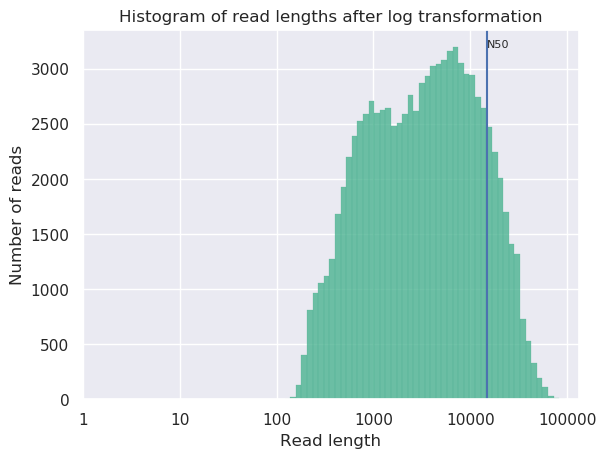 Histogram of read lengths after log transformation
N50
3000
2500
2000
1500
1000
500
0
Number of reads
1 10 100 1000 10000 100000
Read length